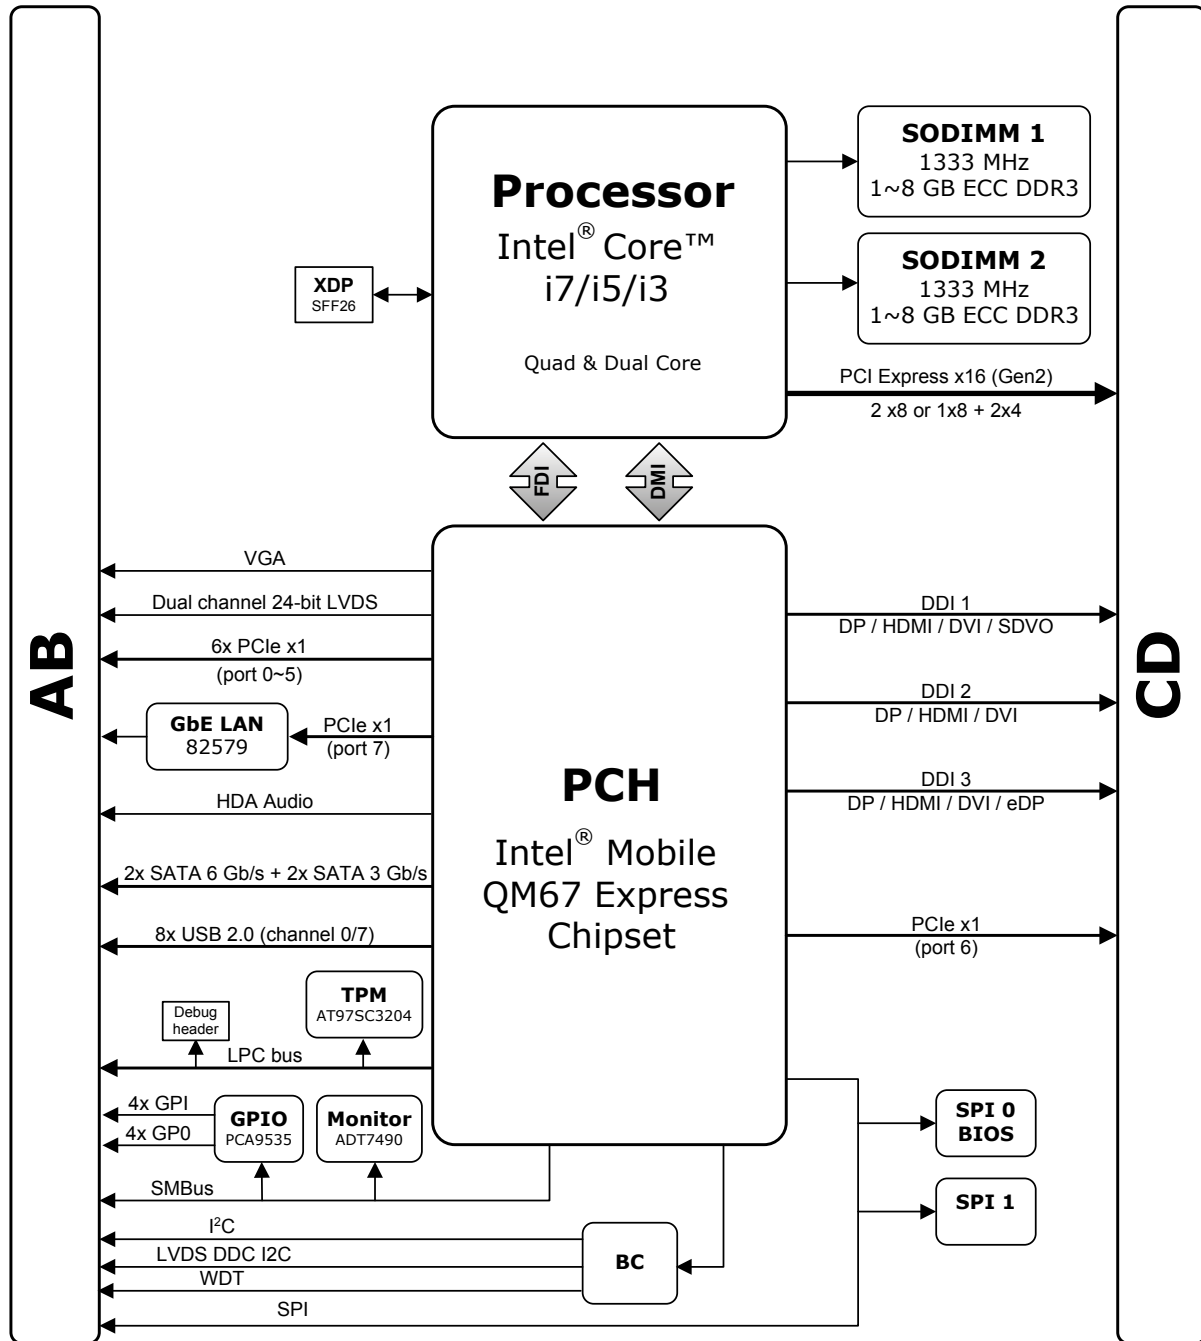 AB
CD
Processor
Intel® Core™
i7/i5/i3
Quad & Dual Core
SODIMM 1
1333 MHz
1~8 GB ECC DDR3
SODIMM 2
1333 MHz
1~8 GB ECC DDR3
XDP
SFF26
PCI Express x16 (Gen2)
2 x8 or 1x8 + 2x4
FDI
DMI
VGA
Dual channel 24-bit LVDS
6x PCIe x1
(port 0~5)
GbE LAN
82579
PCIe x1
(port 7)
HDA Audio
2x SATA 6 Gb/s + 2x SATA 3 Gb/s
8x USB 2.0 (channel 0/7)
PCH
Intel® Mobile
QM67 Express
Chipset
DDI 1
DP / HDMI / DVI / SDVO
DDI 2
DP / HDMI / DVI
DDI 3
DP / HDMI / DVI / eDP
PCIe x1
(port 6)
TPM
AT97SC3204
Debug
header
LPC bus
4x GPI
4x GP0
GPIO
PCA9535
Monitor
ADT7490
SMBus
SPI 0
BIOS
SPI 1
I²C
LVDS DDC I2C
WDT
BC
SPI